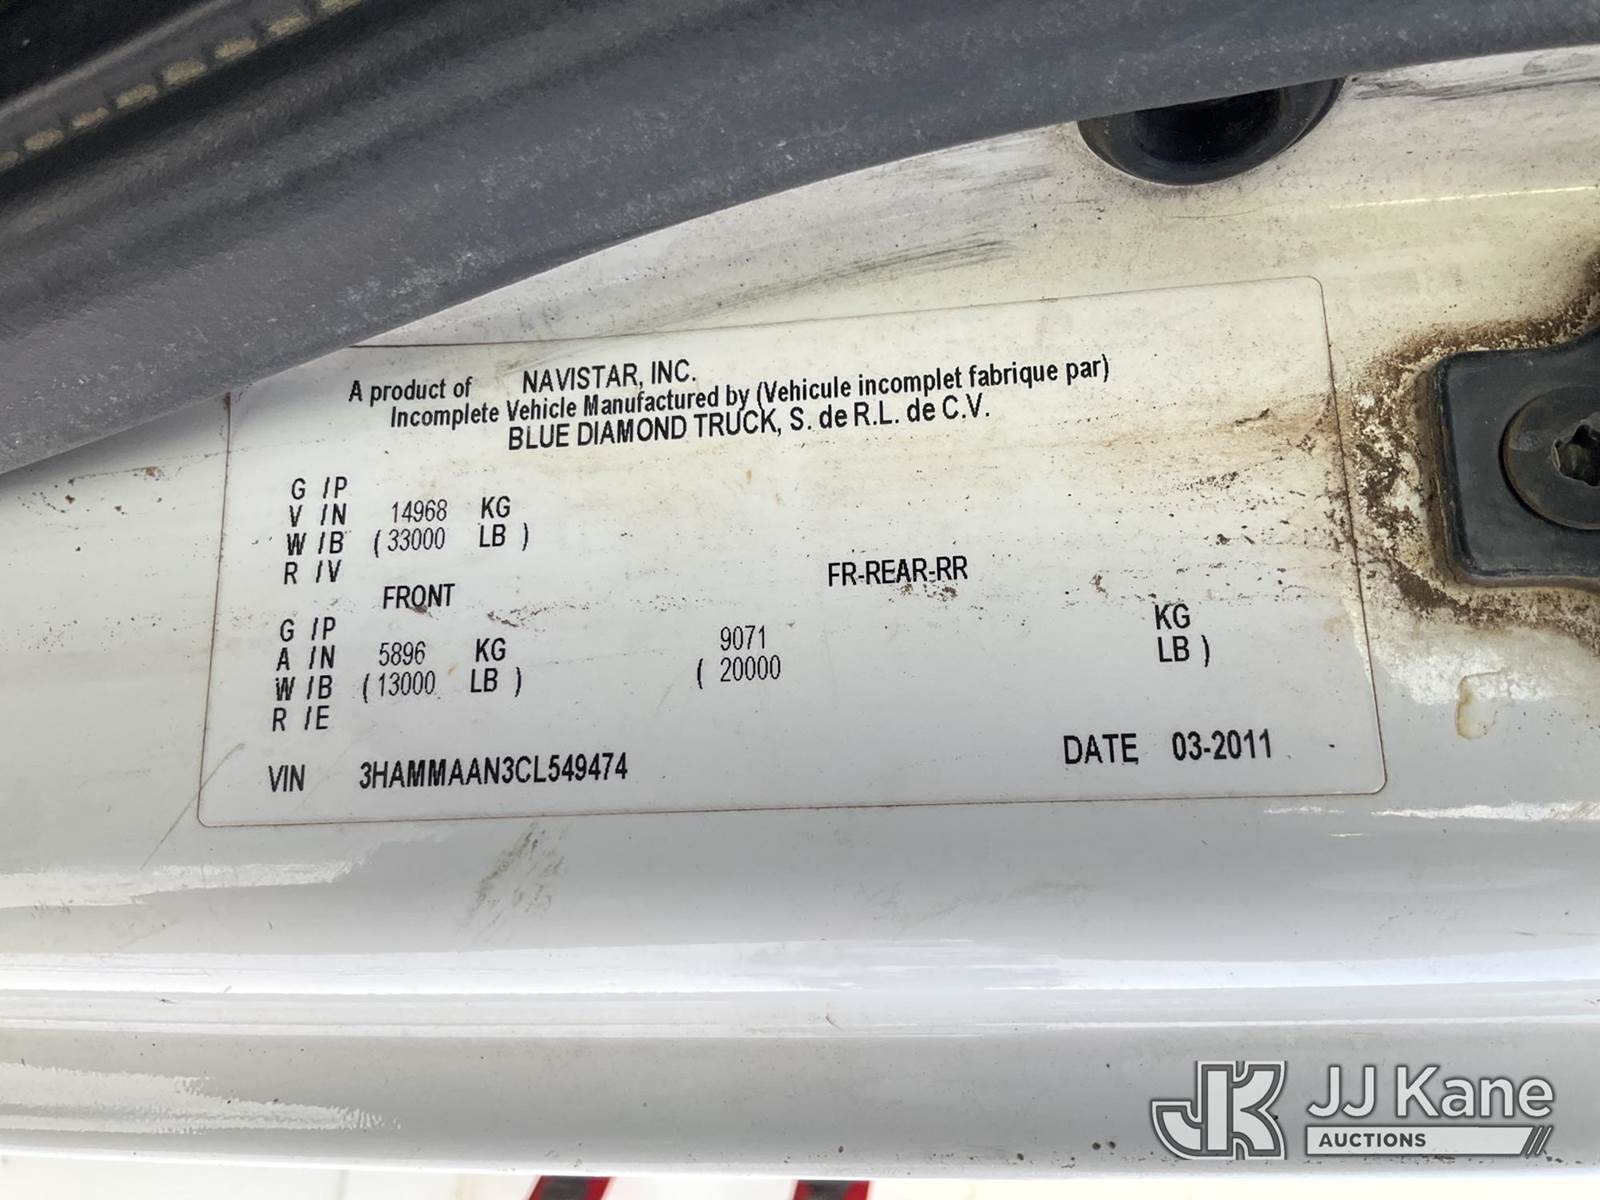 A product of NAVISTAR, INC.
Incomplete Vehicle Manufactured by (Vehicule incomplet fabrique par)
BLUE DIAMOND TRUCK, S. de R.L. de C.V.
G /P
V /N 14968 KG
W /B ( 33000 LB )
R /V
FRONT FR-REAR-RR
G /P
A /N 5896 KG 9071 KG
W /B ( 13000 LB ) ( 20000 LB )
R /E
VIN 3HAMMAAN3CL549474 DATE 03-2011
JK JJ Kane
AUCTIONS